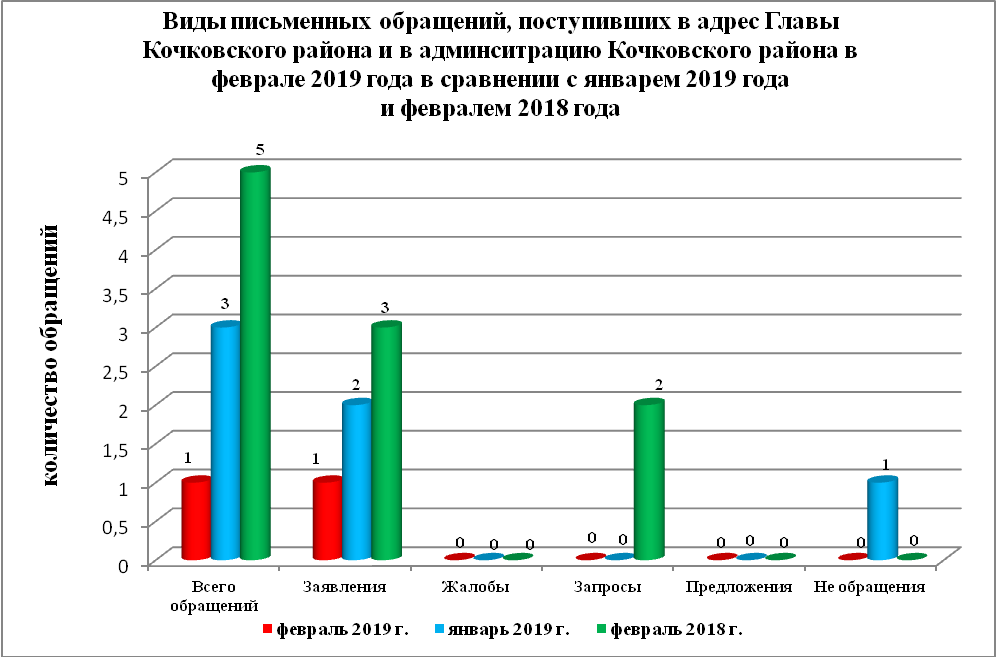 Виды письменных обращений, поступивших в адрес Главы
Кочковского района и в админситрацию Кочковского района в
феврале 2019 года в сравнении с январем 2019 года
и февралем 2018 года
количество обращений
5
4,5
4
3,5
3
2,5
2
1,5
1
0,5
0
1 3 5
1 2 3
0 0 0
0 0 2
0 0 0
0 1 0
Всего
обращений
Заявления
Жалобы
Запросы
Предложения
Не обращения
февраль 2019 г. январь 2019 г. февраль 2018 г.